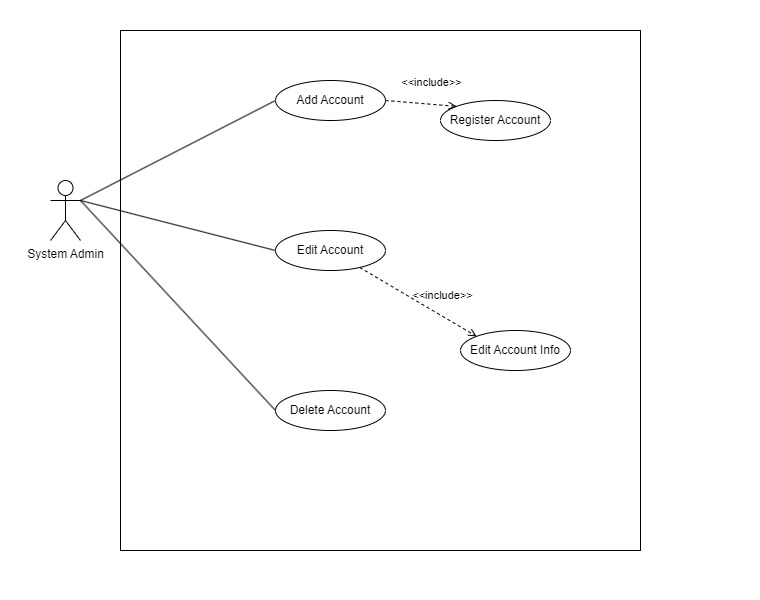 <<include>>
Add Account
Register Account
System Admin
Edit Account
<<include>>
Edit Account Info
Delete Account